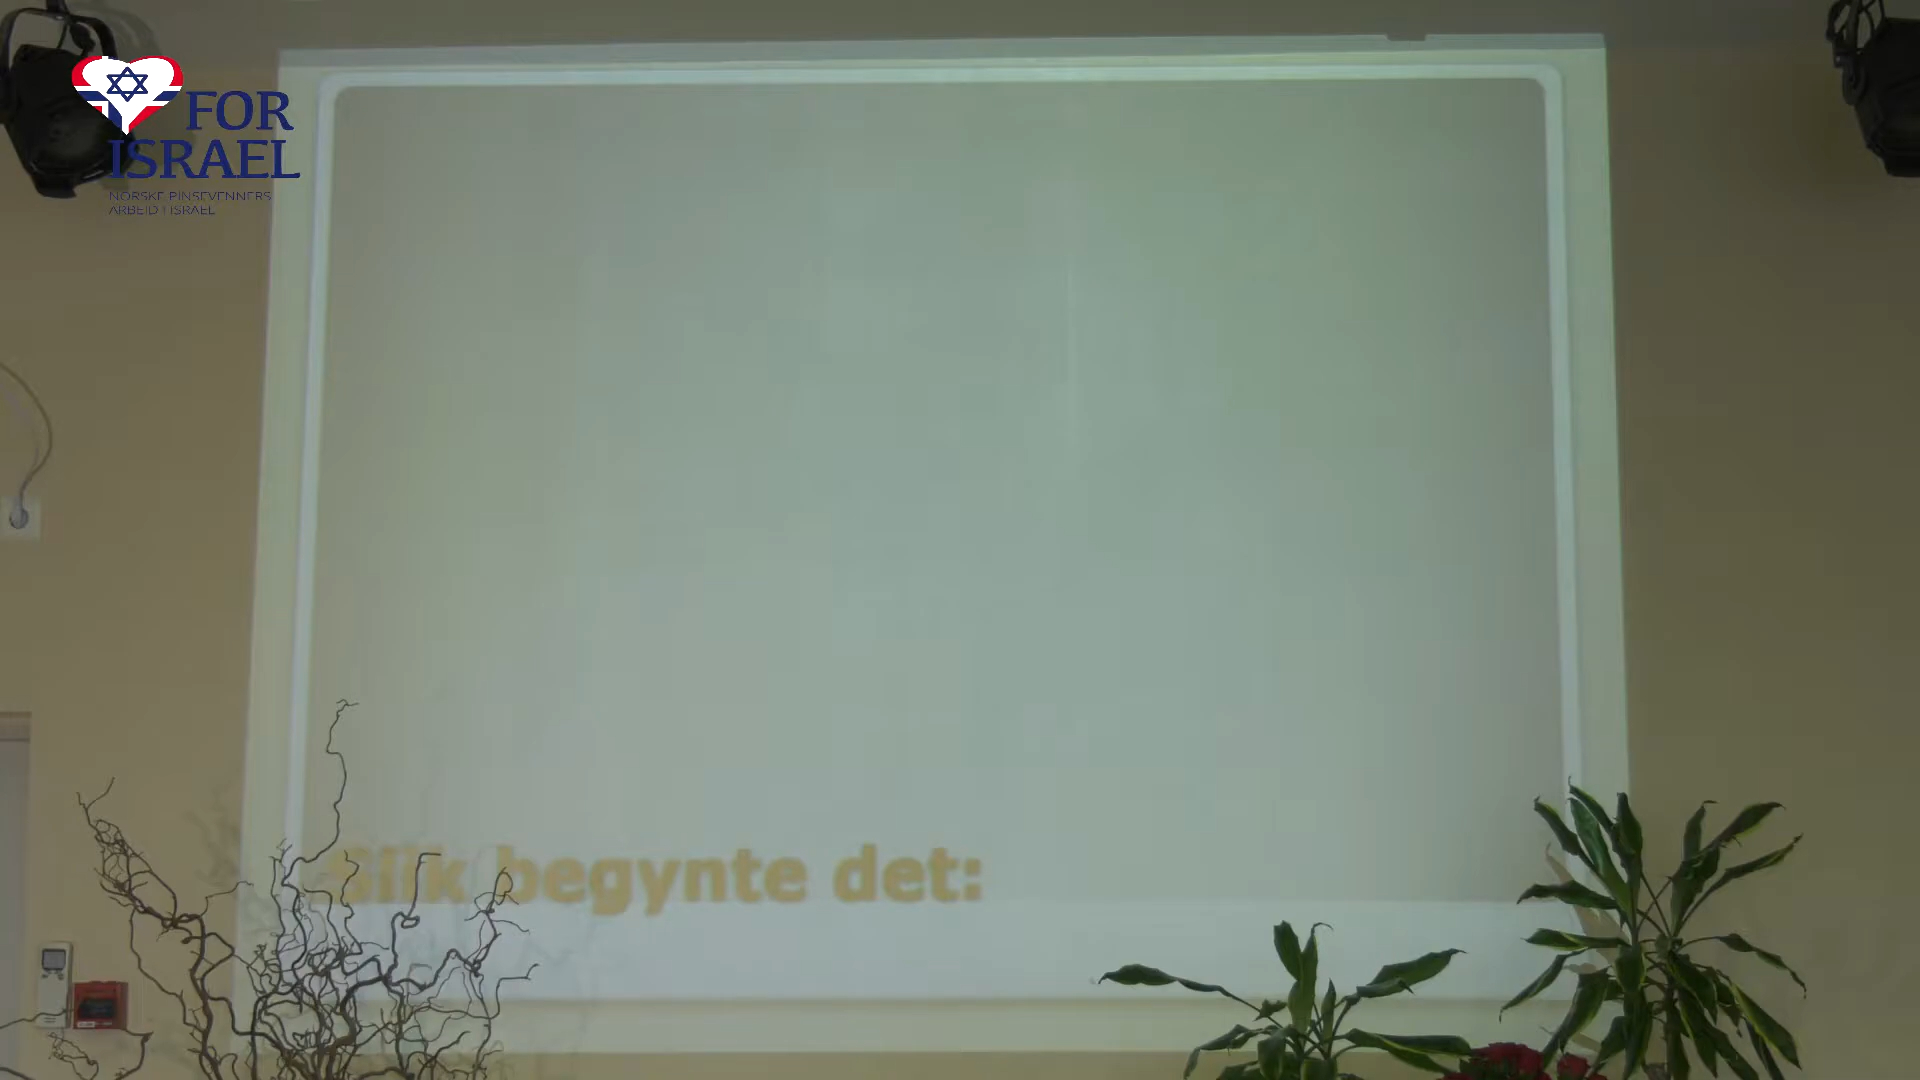 FOR
ISRAEL
NORSKE PINSEVENNERS
ARBEID I ISRAEL
Slik begynte det: